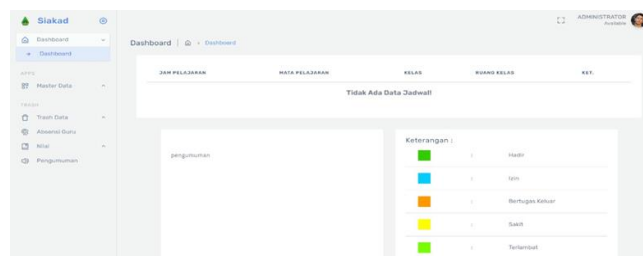 Siakad
ADMINISTRATOR
Available
Dashboard
Dashboard
Dashboard > Dashboard
APPS
Master Data
TRASH
Trash Data
Absensi Guru
Nilai
Pengumuman
JAM PELAJARAN MATA PELAJARAN KELAS RUANG KELAS KET.
Tidak Ada Data Jadwal!
pengumuman
Keterangan :
: Hadir
: Izin
: Bertugas Keluar
: Sakit
: Terlambat